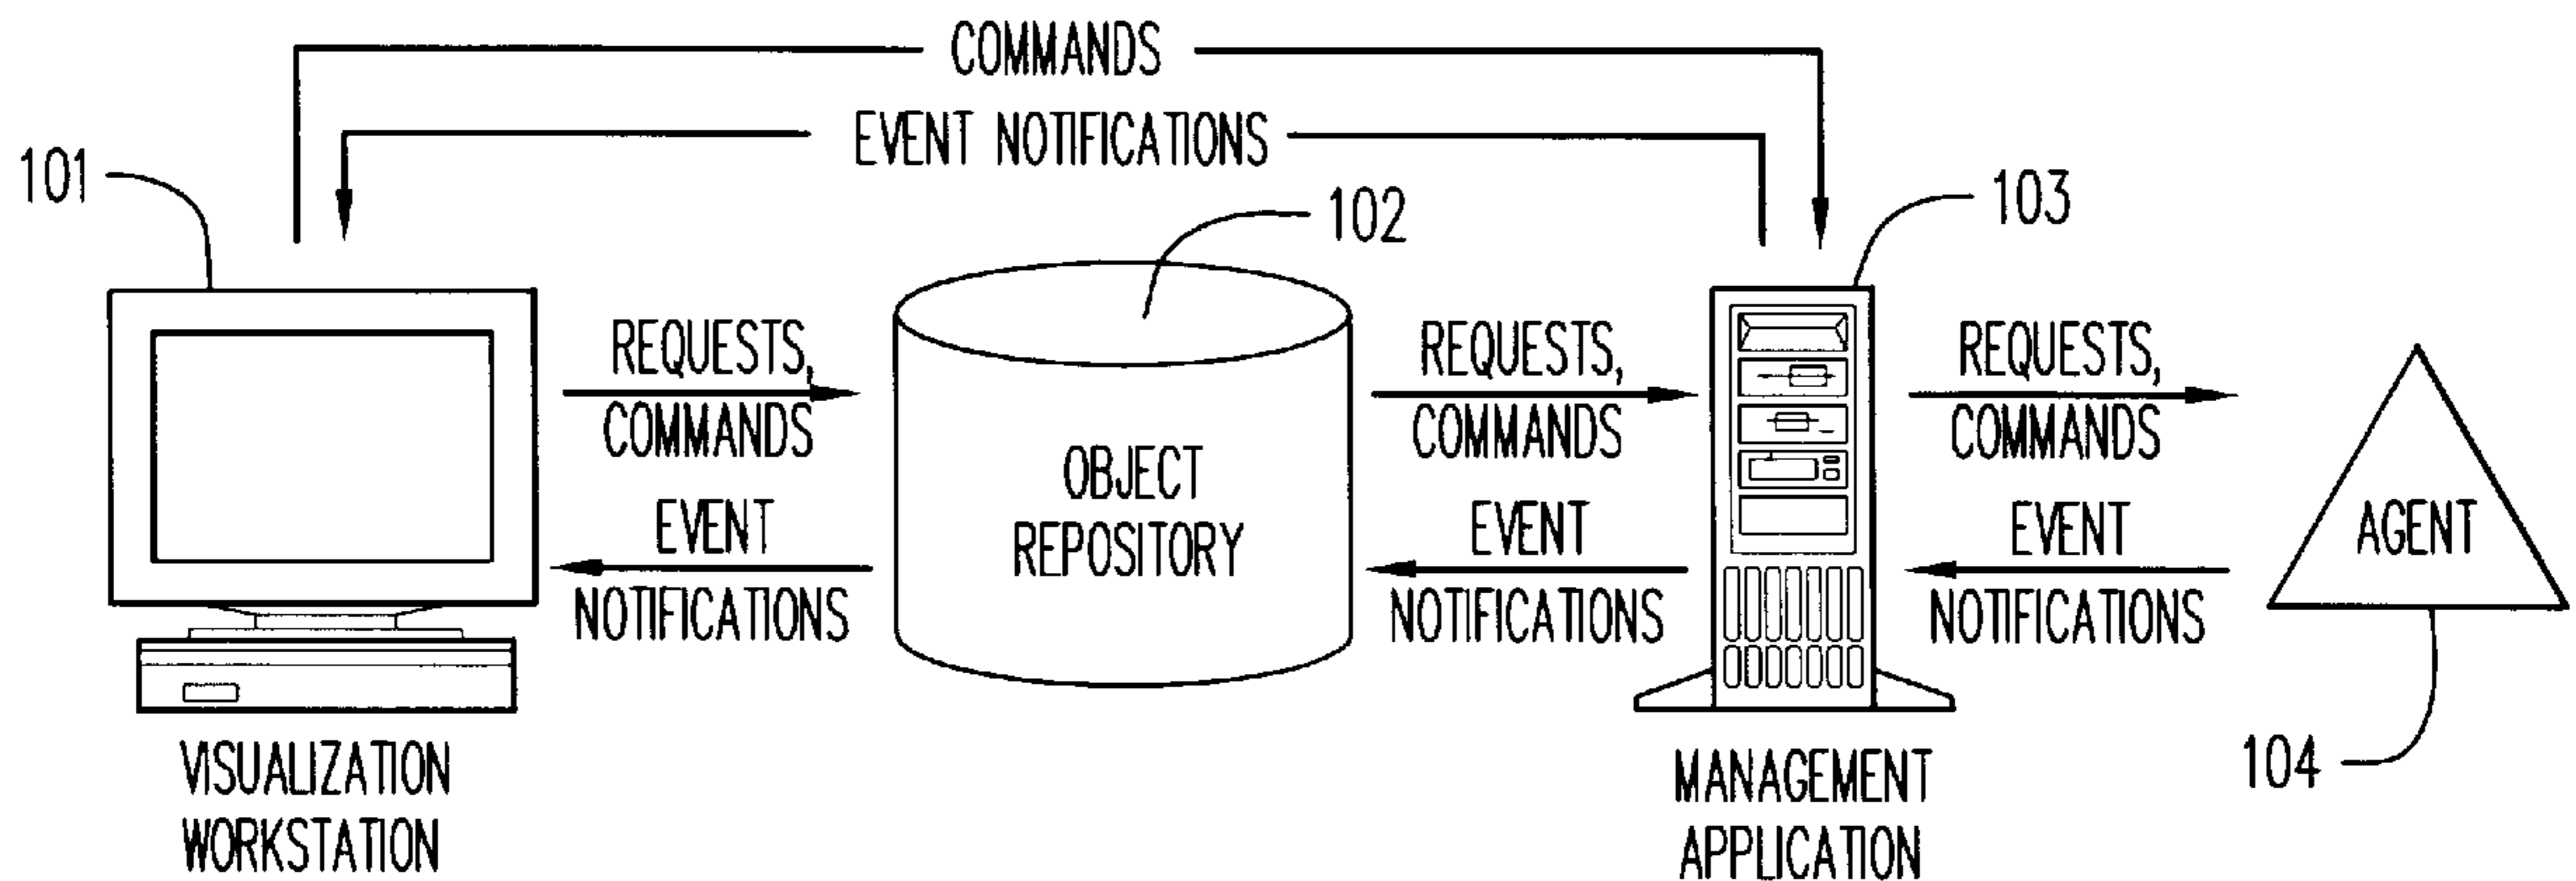 COMMANDS
EVENT NOTIFICATIONS
101
102
103
REQUESTS,
COMMANDS
EVENT
NOTIFICATIONS
OBJECT
REPOSITORY
REQUESTS,
COMMANDS
EVENT
NOTIFICATIONS
REQUESTS,
COMMANDS
EVENT
NOTIFICATIONS
AGENT
104
VISUALIZATION
WORKSTATION
MANAGEMENT
APPLICATION